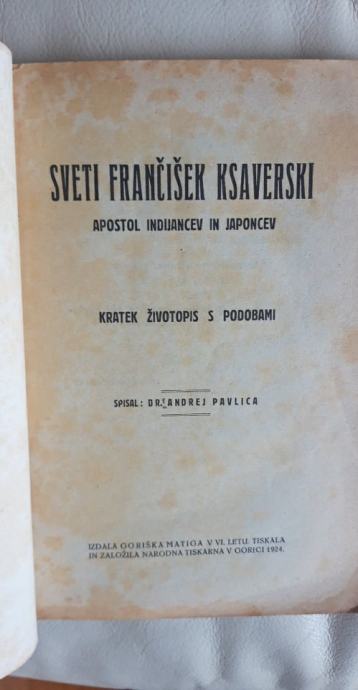 SVETI FRANČIŠEK KSAVERSKI
APOSTOL INDIJANCEV IN JAPONCEV
KRATEK ŽIVOTOPIS S PODOBAMI
SPISAL: DR. ANDREJ PAVLICA
IZDALA GORIŠKA MATICA V VI. LETU. TISKALA
IN ZALOŽILA NARODNA TISKARNA V GORICI 1924.